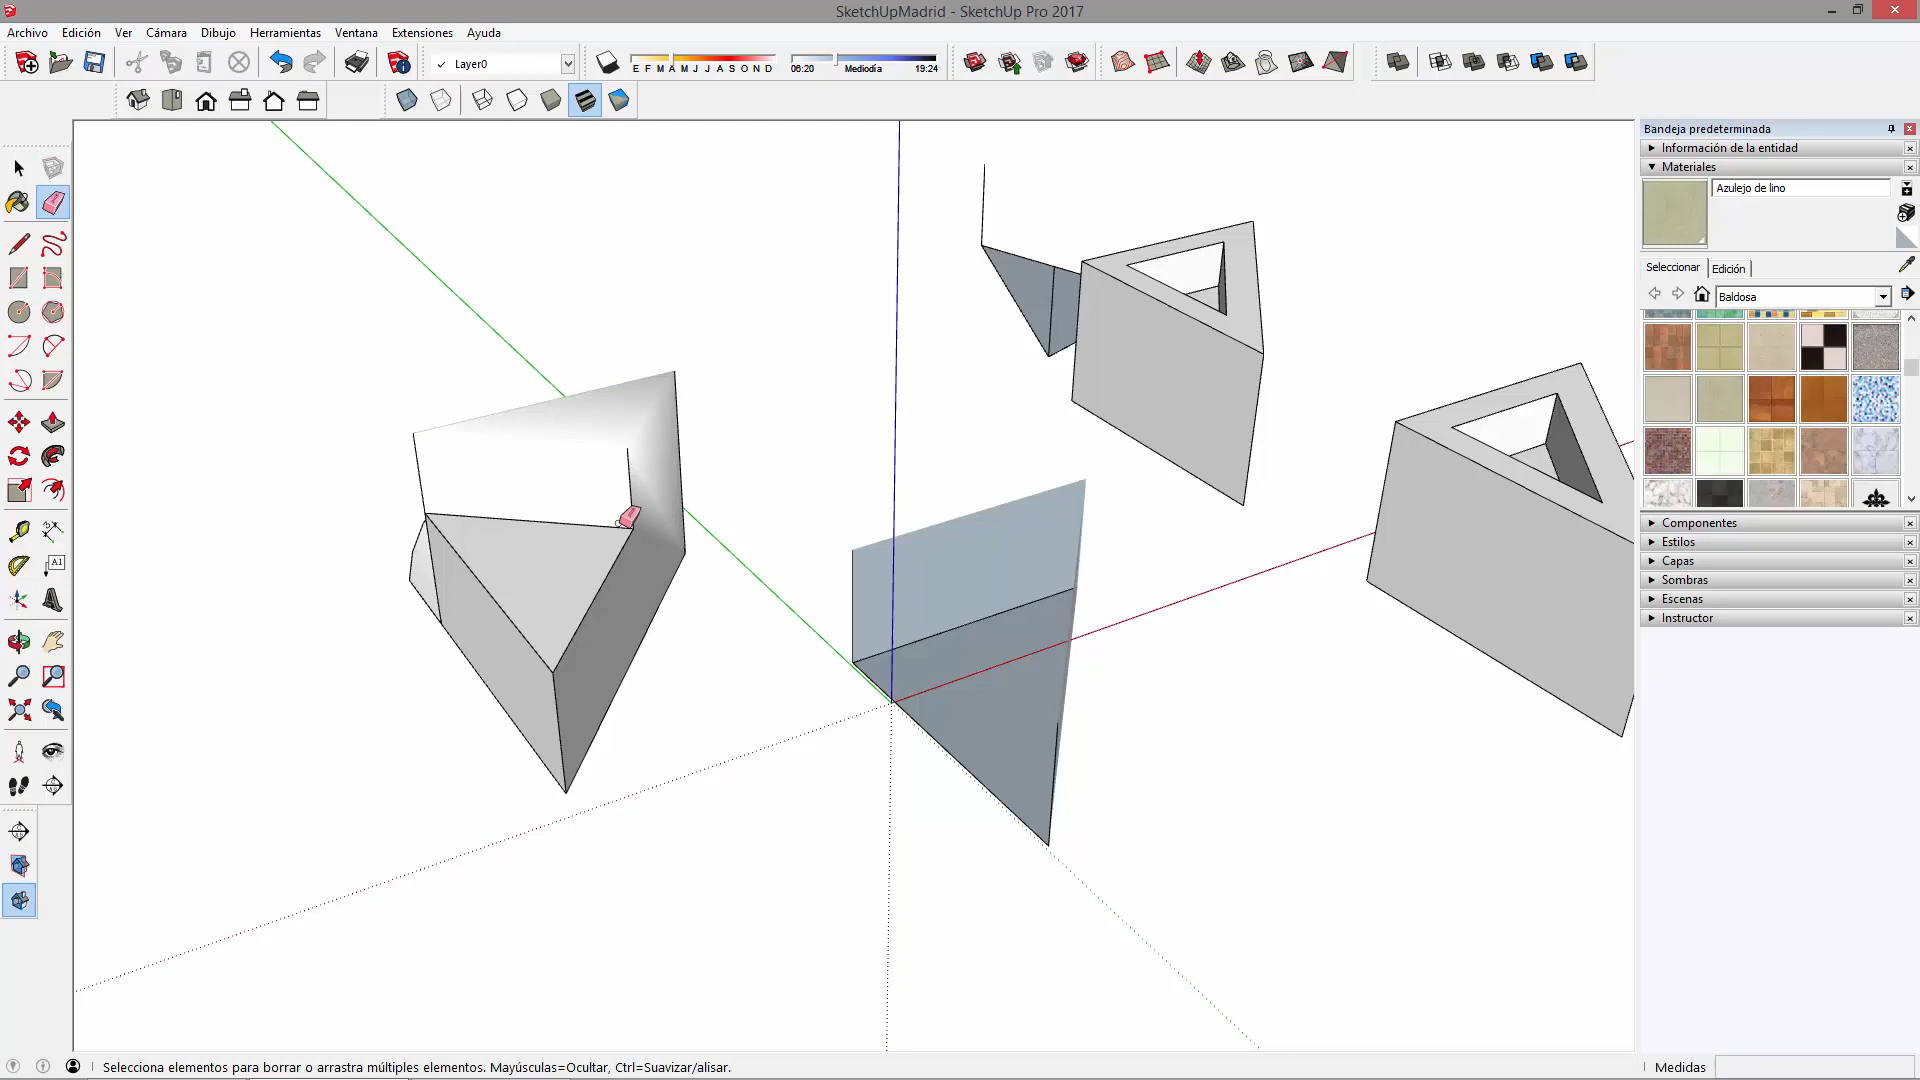 SketchUpMadrid - SketchUp Pro 2017
Archivo Edición Ver Cámara Dibujo Herramientas Ventana Extensiones Ayuda
Layer0
E F M A M J J A S O N D
06:20 Mediodía 19:24
Bandeja predeterminada
Información de la entidad
Materiales
Azulejo de lino
Seleccionar Edición
Baldosa
A1
Componentes
Estilos
Capas
Sombras
Escenas
Instructor
Selecciona elementos para borrar o arrastra múltiples elementos. Mayúsculas=Ocultar, Ctrl=Suavizar/alisar.
Medidas